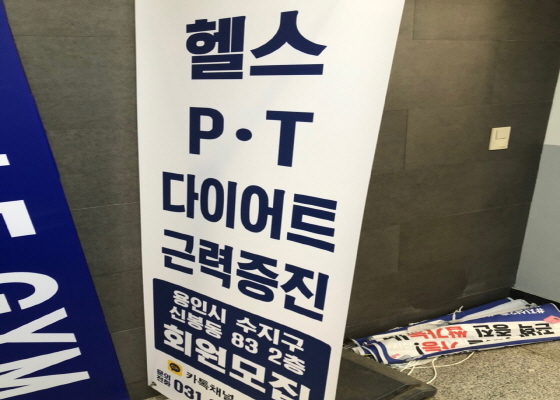 헬스
P·T
다이어트
근력증진
용인시 수지구
신봉동 83 2층
회원모집
카톡채널
031
GYM